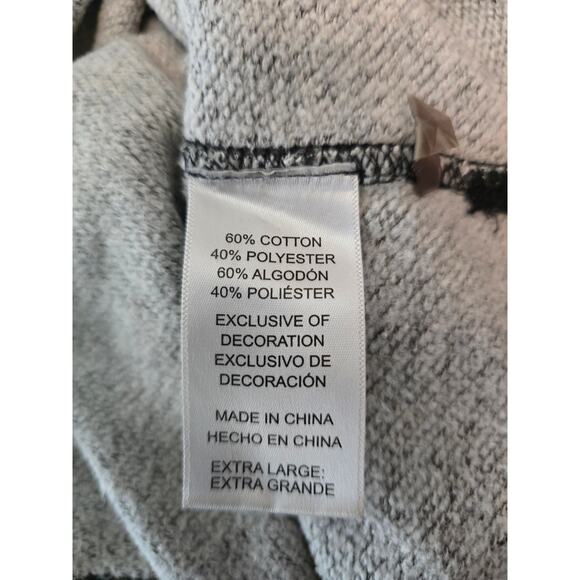 60% COTTON
40% POLYESTER
60% ALGODÓN
40% POLIÉSTER
EXCLUSIVE OF
DECORATION
EXCLUSIVO DE
DECORACIÓN
MADE IN CHINA
HECHO EN CHINA
EXTRA LARGE;
EXTRA GRANDE